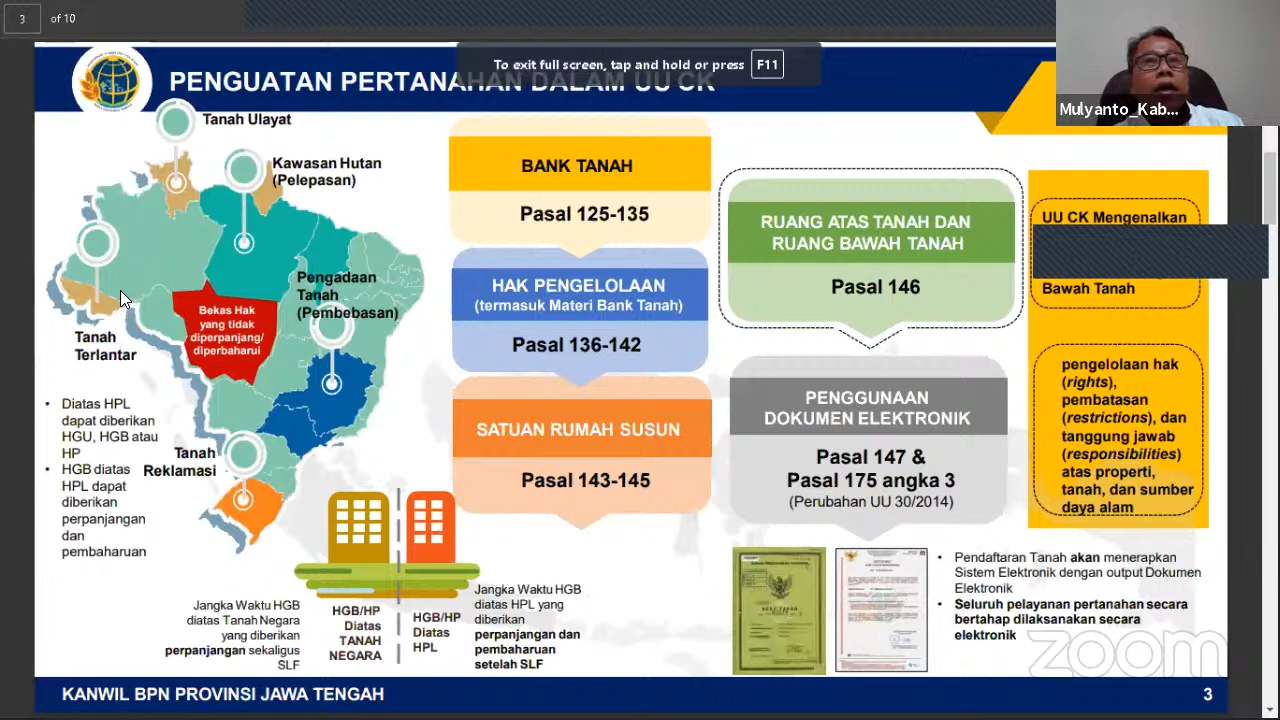 3 of 10
To exit full screen, tap and hold or press F11
Mulyanto_Kab...
PENGUATAN PERTANAHAN DALAM UU CK
Tanah Ulayat
Kawasan Hutan
(Pelepasan)
Pengadaan
Tanah
(Pembebasan)
Bekas Hak
yang tidak
diperpanjang/
diperbaharui
Tanah
Terlantar
Tanah
Reklamasi
• Diatas HPL
dapat diberikan
HGU, HGB atau
HP
• HGB diatas
HPL dapat
diberikan
perpanjangan
dan
pembaharuan
Jangka Waktu HGB
diatas Tanah Negara
yang diberikan
perpanjangan sekaligus
SLF
HGB/HP
Diatas
TANAH
NEGARA
HGB/HP
Diatas
HPL
Jangka Waktu HGB
diatas HPL yang
diberikan
perpanjangan dan
pembaharuan
setelah SLF
BANK TANAH
Pasal 125-135
HAK PENGELOLAAN
(termasuk Materi Bank Tanah)
Pasal 136-142
SATUAN RUMAH SUSUN
Pasal 143-145
RUANG ATAS TANAH DAN
RUANG BAWAH TANAH
Pasal 146
PENGGUNAAN
DOKUMEN ELEKTRONIK
Pasal 147 &
Pasal 175 angka 3
(Perubahan UU 30/2014)
UU CK Mengenalkan
Bawah Tanah
pengelolaan hak
(rights),
pembatasan
(restrictions), dan
tanggung jawab
(responsibilities)
atas properti,
tanah, dan sumber
daya alam
• Pendaftaran Tanah akan menerapkan
Sistem Elektronik dengan output Dokumen
Elektronik
• Seluruh pelayanan pertanahan secara
bertahap dilaksanakan secara
elektronik
zoom
KANWIL BPN PROVINSI JAWA TENGAH
3